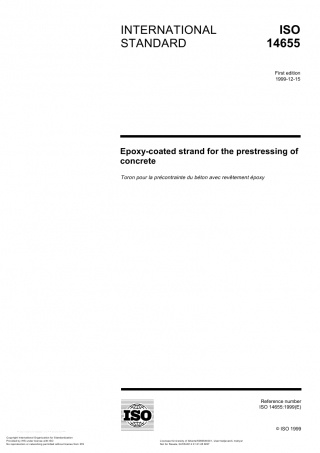 INTERNATIONAL
STANDARD
ISO
14655
First edition
1999-12-15
Epoxy-coated strand for the prestressing of
concrete
Toron pour la précontrainte du béton avec revêtement époxy
ISO
Reference number
ISO 14655:1999(E)
© ISO 1999
Copyright International Organization for Standardization
Provided by IHS under license with ISO
No reproduction or networking permitted without license from IHS